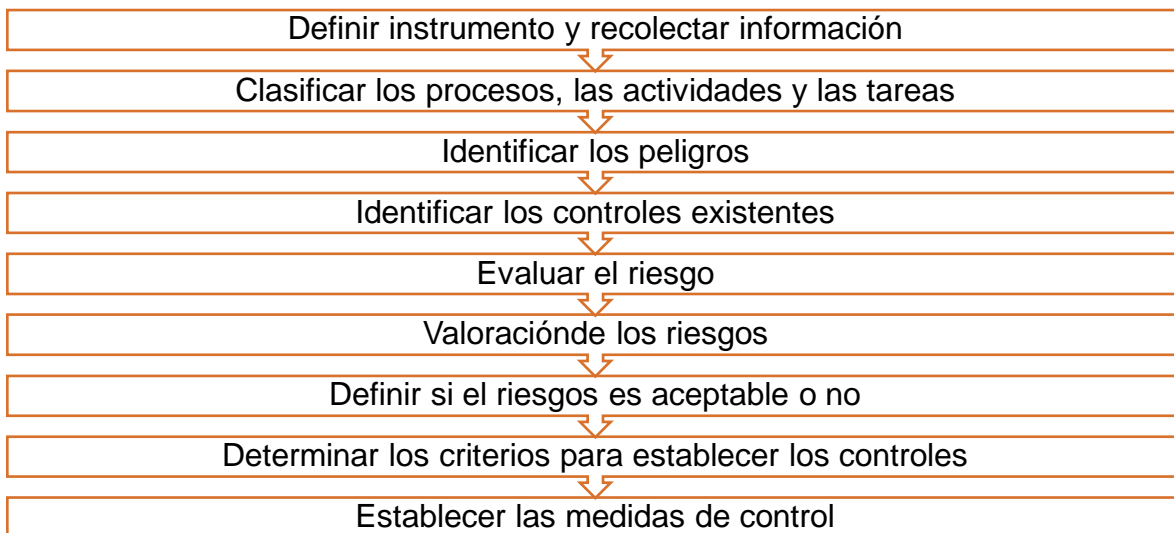 Definir instrumento y recolectar información
Clasificar los procesos, las actividades y las tareas
Identificar los peligros
Identificar los controles existentes
Evaluar el riesgo
Valoraciónde los riesgos
Definir si el riesgos es aceptable o no
Determinar los criterios para establecer los controles
Establecer las medidas de control